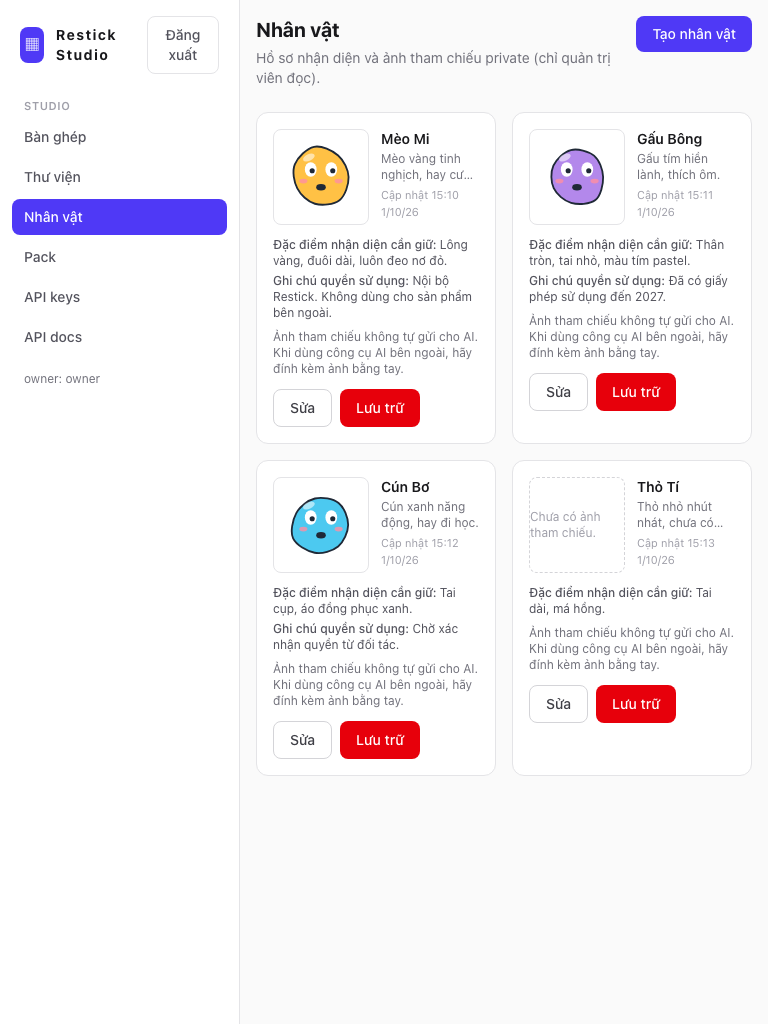 Restick
Studio
Đăng
xuất
STUDIO
Bàn ghép
Thư viện
Nhân vật
Pack
API keys
API docs
owner: owner
Nhân vật
Hồ sơ nhận diện và ảnh tham chiếu private (chỉ quản trị
viên đọc).
Tạo nhân vật
Mèo Mi
Mèo vàng tinh
nghịch, hay cư...
Cập nhật 15:10
1/10/26
Đặc điểm nhận diện cần giữ: Lông
vàng, đuôi dài, luôn đeo nơ đỏ.
Ghi chú quyền sử dụng: Nội bộ
Restick. Không dùng cho sản phẩm
bên ngoài.
Ảnh tham chiếu không tự gửi cho AI.
Khi dùng công cụ AI bên ngoài, hãy
đính kèm ảnh bằng tay.
Sửa
Lưu trữ
Gấu Bông
Gấu tím hiền
lành, thích ôm.
Cập nhật 15:11
1/10/26
Đặc điểm nhận diện cần giữ: Thân
tròn, tai nhỏ, màu tím pastel.
Ghi chú quyền sử dụng: Đã có giấy
phép sử dụng đến 2027.
Ảnh tham chiếu không tự gửi cho AI.
Khi dùng công cụ AI bên ngoài, hãy
đính kèm ảnh bằng tay.
Sửa
Lưu trữ
Cún Bơ
Cún xanh năng
động, hay đi học.
Cập nhật 15:12
1/10/26
Đặc điểm nhận diện cần giữ: Tai
cụp, áo đồng phục xanh.
Ghi chú quyền sử dụng: Chờ xác
nhận quyền từ đối tác.
Ảnh tham chiếu không tự gửi cho AI.
Khi dùng công cụ AI bên ngoài, hãy
đính kèm ảnh bằng tay.
Sửa
Lưu trữ
Chưa có ảnh
tham chiếu.
Thỏ Tí
Thỏ nhỏ nhút
nhát, chưa có...
Cập nhật 15:13
1/10/26
Đặc điểm nhận diện cần giữ: Tai
dài, má hồng.
Ảnh tham chiếu không tự gửi cho AI.
Khi dùng công cụ AI bên ngoài, hãy
đính kèm ảnh bằng tay.
Sửa
Lưu trữ